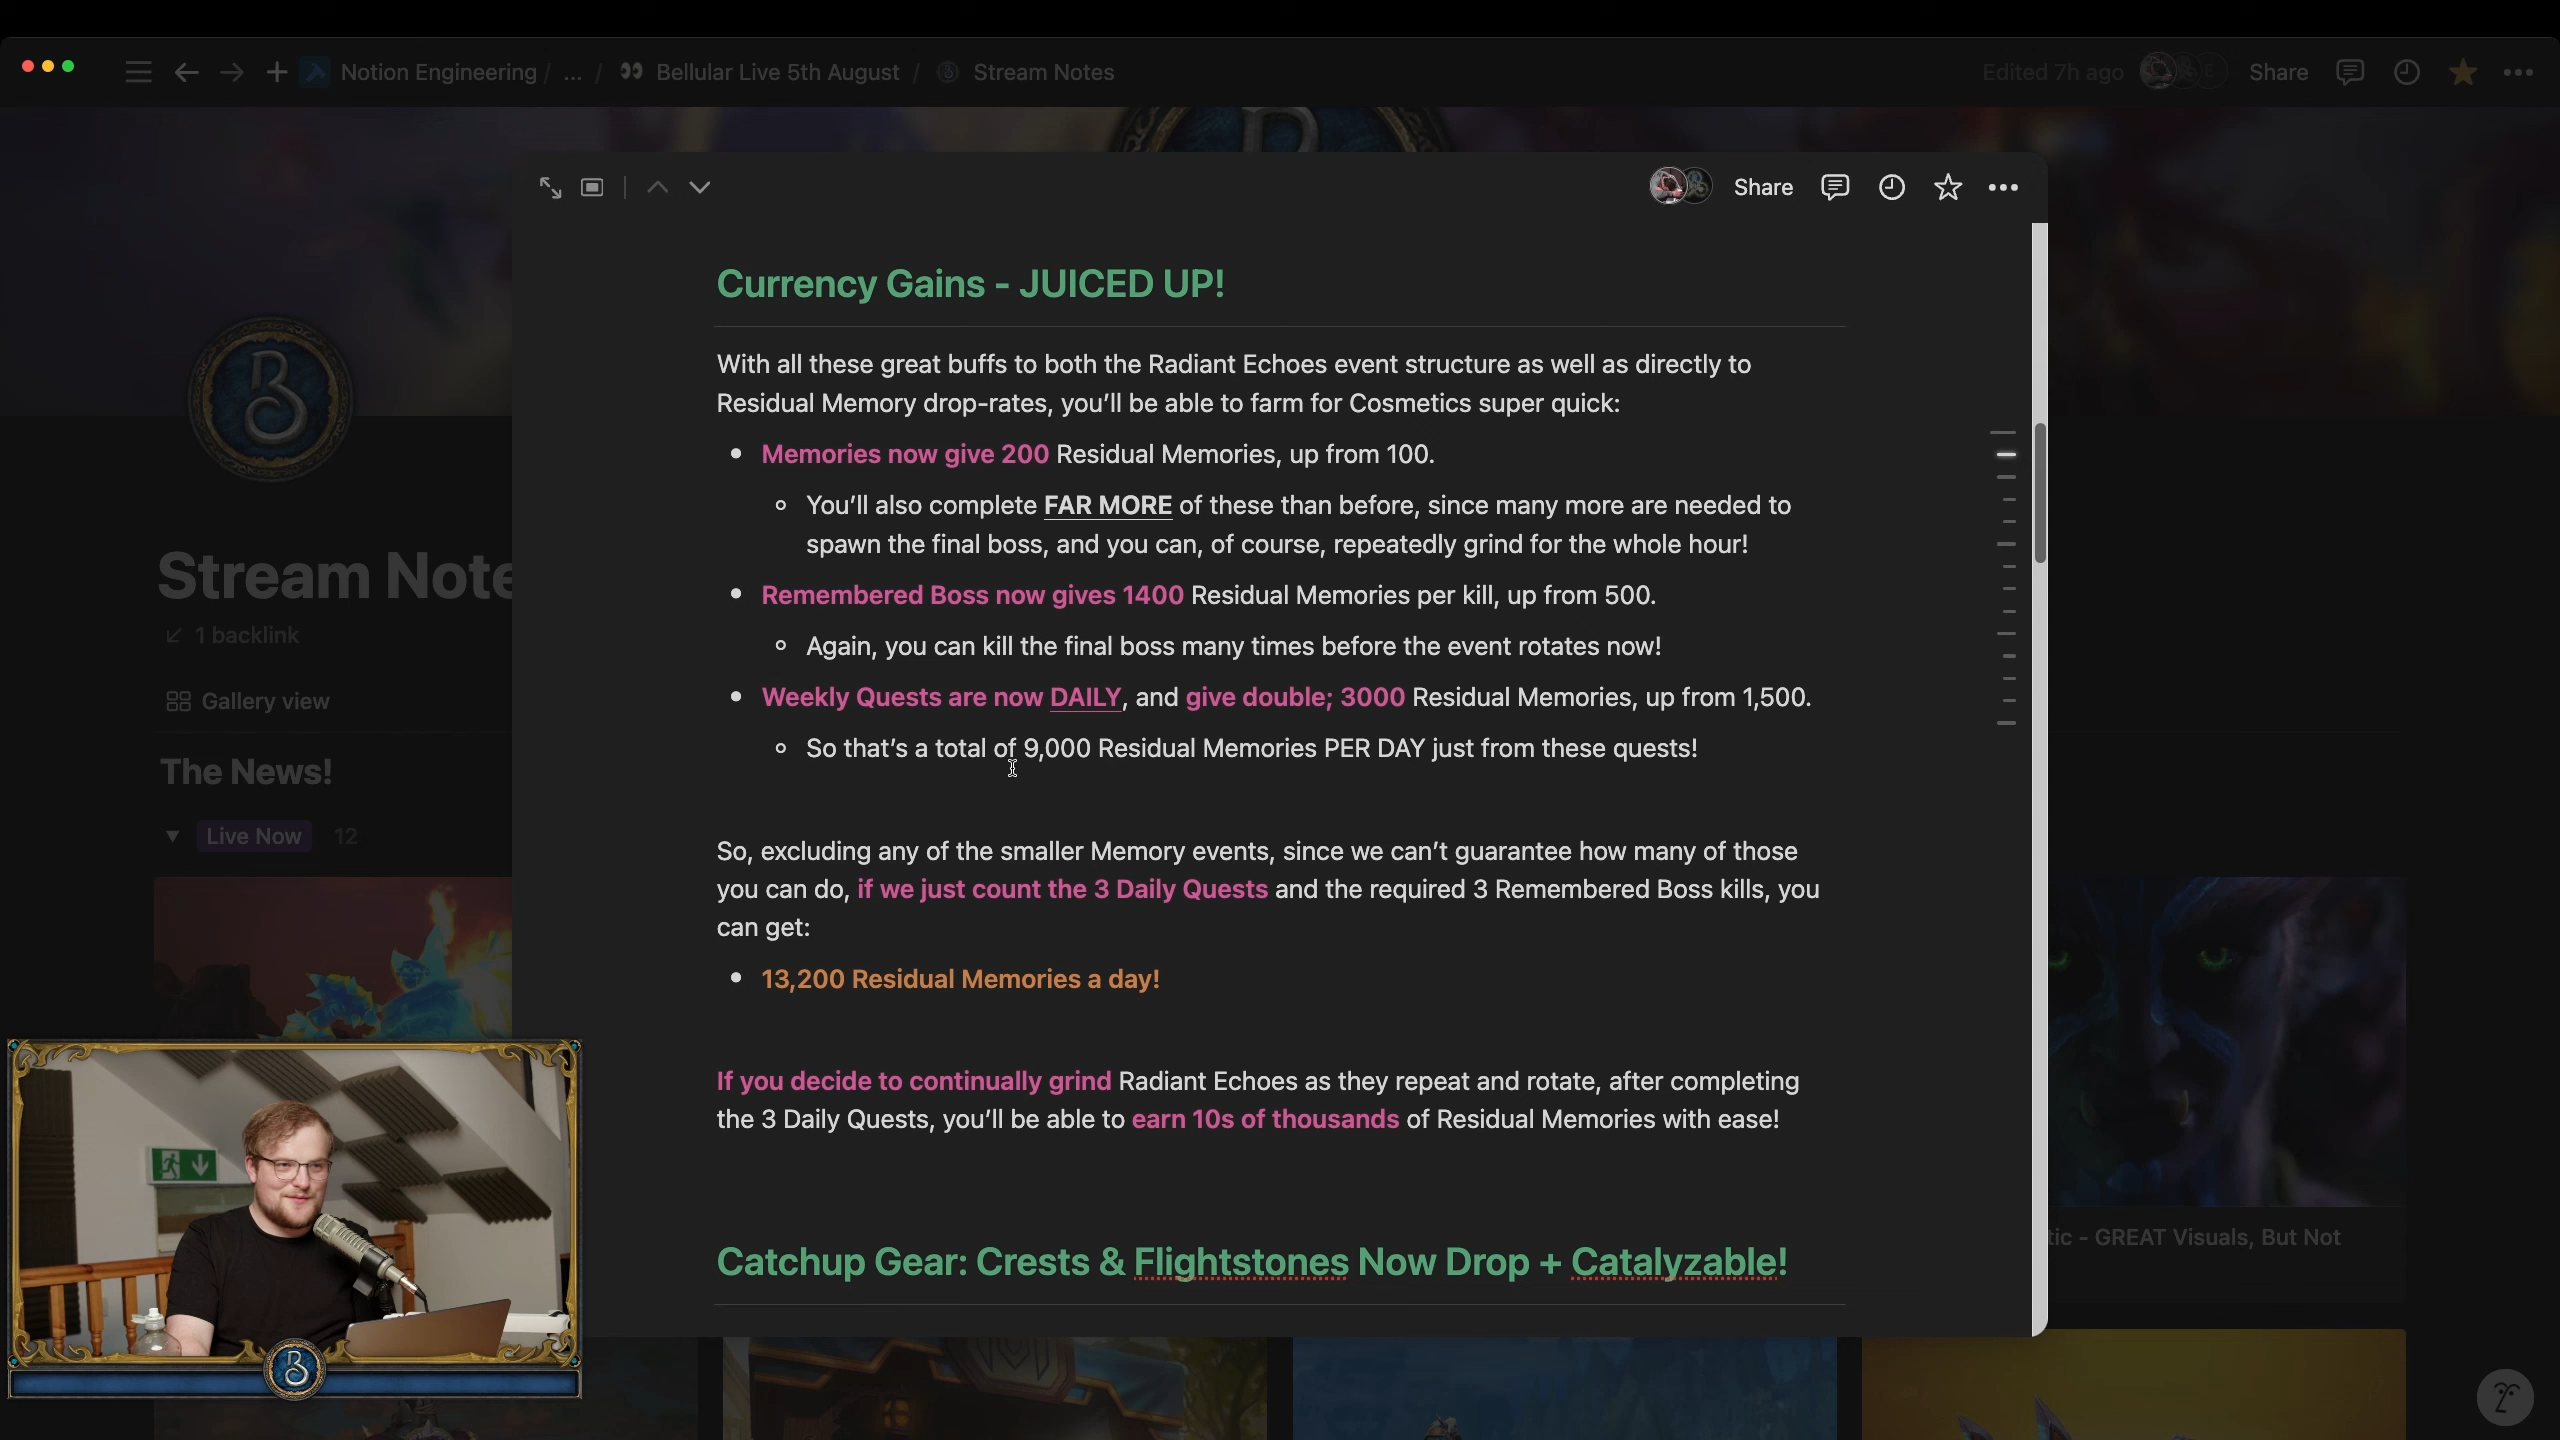 Notion Engineering / ... / 👀 Bellular Live 5th August / Stream Notes
Edited 7h ago Share
Share
Currency Gains - JUICED UP!
With all these great buffs to both the Radiant Echoes event structure as well as directly to
Residual Memory drop-rates, you’ll be able to farm for Cosmetics super quick:
• Memories now give 200 Residual Memories, up from 100.
◦ You’ll also complete FAR MORE of these than before, since many more are needed to
spawn the final boss, and you can, of course, repeatedly grind for the whole hour!
• Remembered Boss now gives 1400 Residual Memories per kill, up from 500.
◦ Again, you can kill the final boss many times before the event rotates now!
• Weekly Quests are now DAILY, and give double; 3000 Residual Memories, up from 1,500.
◦ So that’s a total of 9,000 Residual Memories PER DAY just from these quests!
So, excluding any of the smaller Memory events, since we can’t guarantee how many of those
you can do, if we just count the 3 Daily Quests and the required 3 Remembered Boss kills, you
can get:
• 13,200 Residual Memories a day!
If you decide to continually grind Radiant Echoes as they repeat and rotate, after completing
the 3 Daily Quests, you’ll be able to earn 10s of thousands of Residual Memories with ease!
Catchup Gear: Crests & Flightstones Now Drop + Catalyzable!
Stream Note
1 backlink
Gallery view
The News!
Live Now 12
tic - GREAT Visuals, But Not